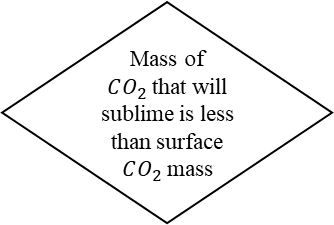 Mass of
𝐶𝑂₂ that will
sublime is less
than surface
𝐶𝑂₂ mass